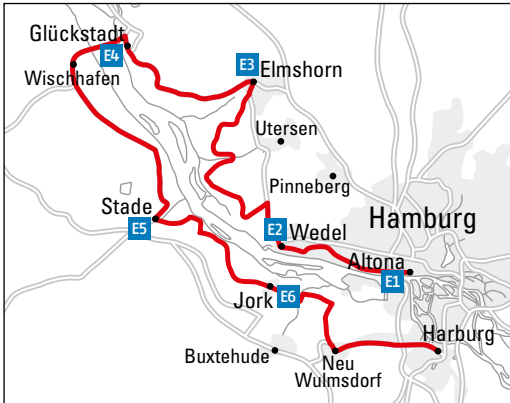 Glückstadt
E4
Wischhafen
E3
Elmshorn
Utersen
Pinneberg
Hamburg
Stade
E5
E2
Wedel
Altona
E1
Jork
E6
Harburg
Buxtehude
Neu
Wulmsdorf